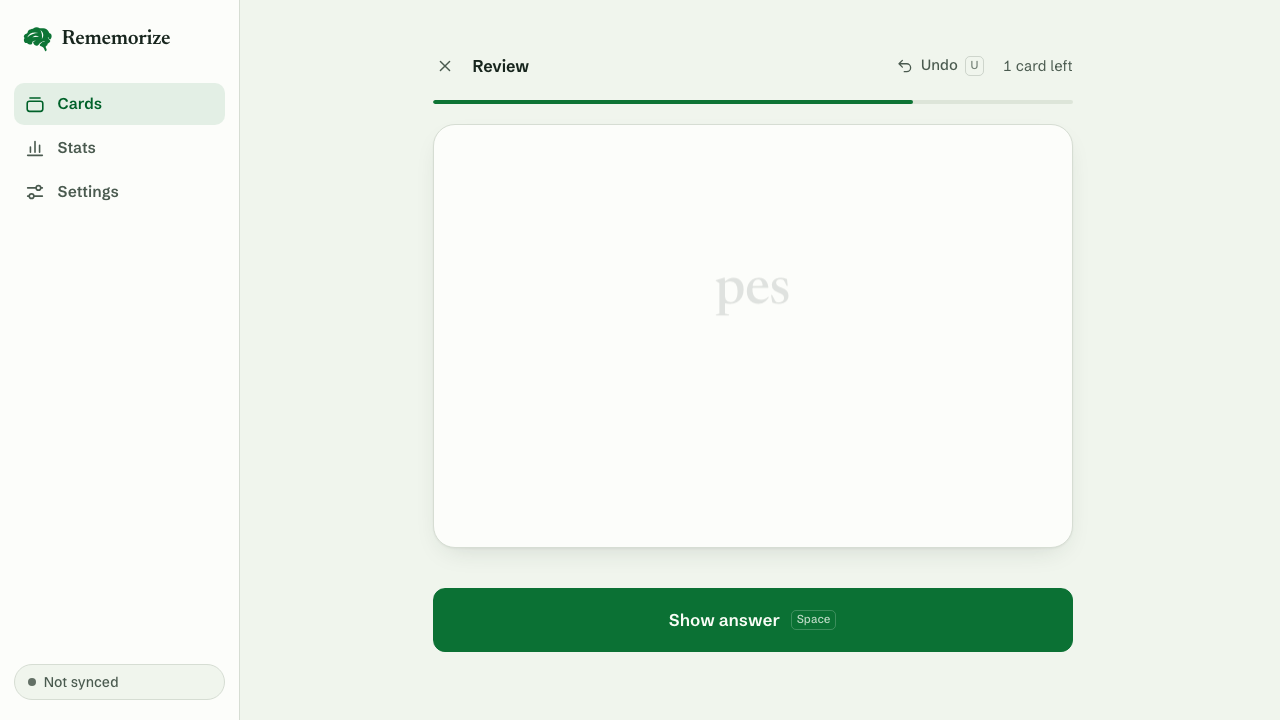 Rememorize
Cards
Stats
Settings
Not synced
Review
Undo U
1 card left
pes
Show answer Space